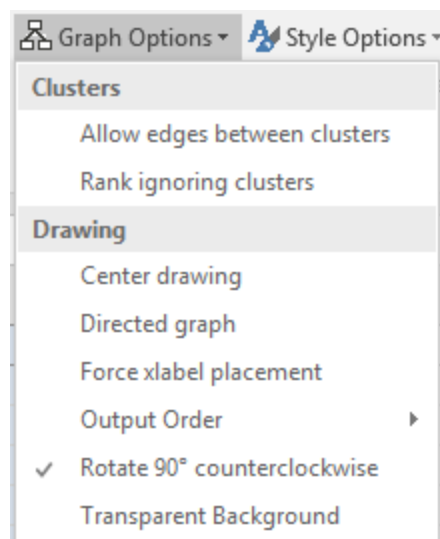 Graph Options Style Options
Clusters
Allow edges between clusters
Rank ignoring clusters
Drawing
Center drawing
Directed graph
Force xlabel placement
Output Order
Rotate 90° counterclockwise
Transparent Background